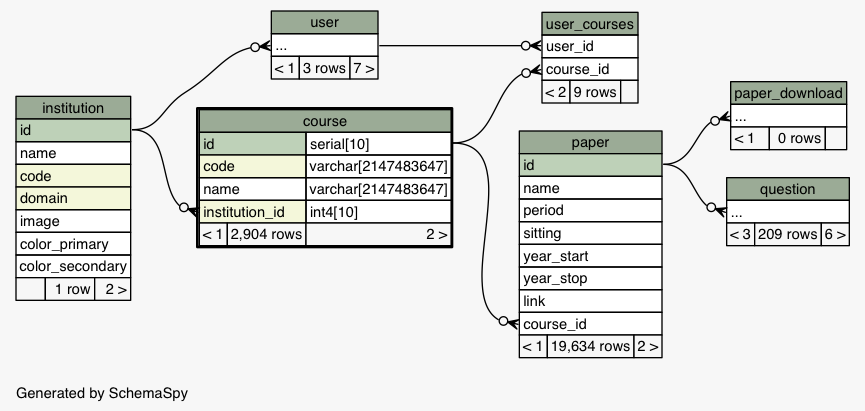 user
...
< 1 3 rows 7 >
user_courses
user_id
course_id
< 2 9 rows
institution
id
name
code
domain
image
color_primary
color_secondary
1 row 2 >
course
id serial[10]
code varchar[2147483647]
name varchar[2147483647]
institution_id int4[10]
< 1 2,904 rows 2 >
paper
id
name
period
sitting
year_start
year_stop
link
course_id
< 1 19,634 rows 2 >
paper_download
...
< 1 0 rows
question
...
< 3 209 rows 6 >
Generated by SchemaSpy